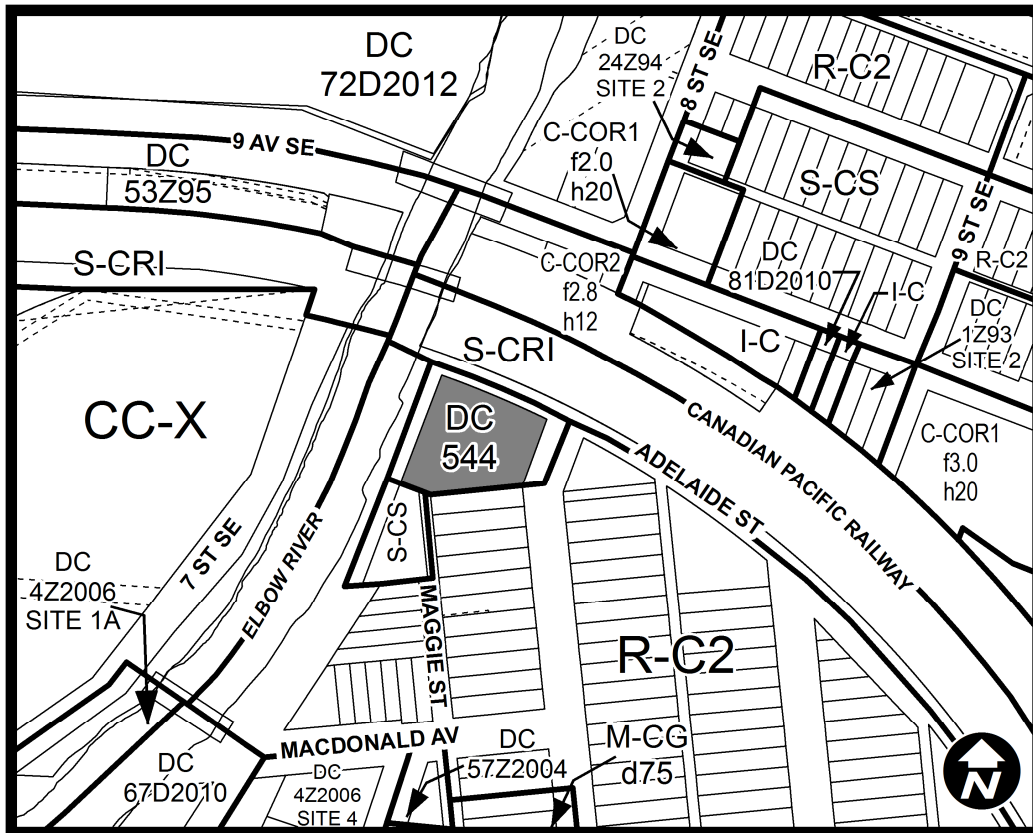 DC
72D2012
DC
24Z94
SITE 2
8 ST SE
R-C2
C-COR1
f2.0
h20
9 AV SE
DC
53Z95
S-CS
9 ST SE
S-CRI
C-COR2
f2.8
h12
DC
81D2010
I-C
R-C2
DC
1Z93
SITE 2
I-C
S-CRI
CC-X
DC
544
CANADIAN PACIFIC RAILWAY
ADELAIDE ST
C-COR1
f3.0
h20
S-CS
7 ST SE
ELBOW RIVER
DC
4Z2006
SITE 1A
MAGGIE ST
R-C2
MACDONALD AV
DC
67D2010
DC
4Z2006
SITE 4
DC
57Z2004
M-CG
d75
N